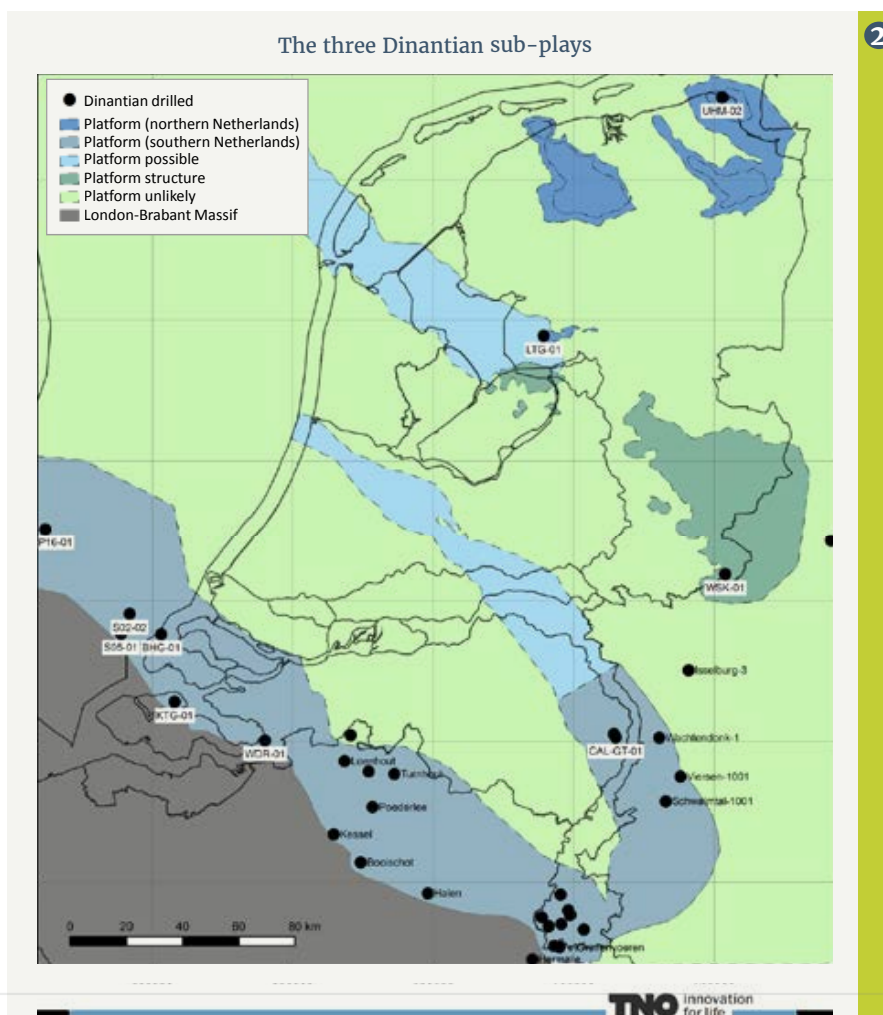 2
The three Dinantian sub-plays
Dinantian drilled
Platform (northern Netherlands)
Platform (southern Netherlands)
Platform possible
Platform structure
Platform unlikely
London-Brabant Massif
UHM-02
LTG-01
P16-01
WSK-01
S02-02
S05-01 BHG-01
Isselburg-3
KTG-01
WDR-01
CAL-GT-01
Wachtendonk-1
Loenhout
Turnhout
Viersen-1001
Schwalmtal-1001
Poederlee
Kessel
Booischot
Halen
0 20 40 60 80 km
Hermalle
TNO innovation
for life